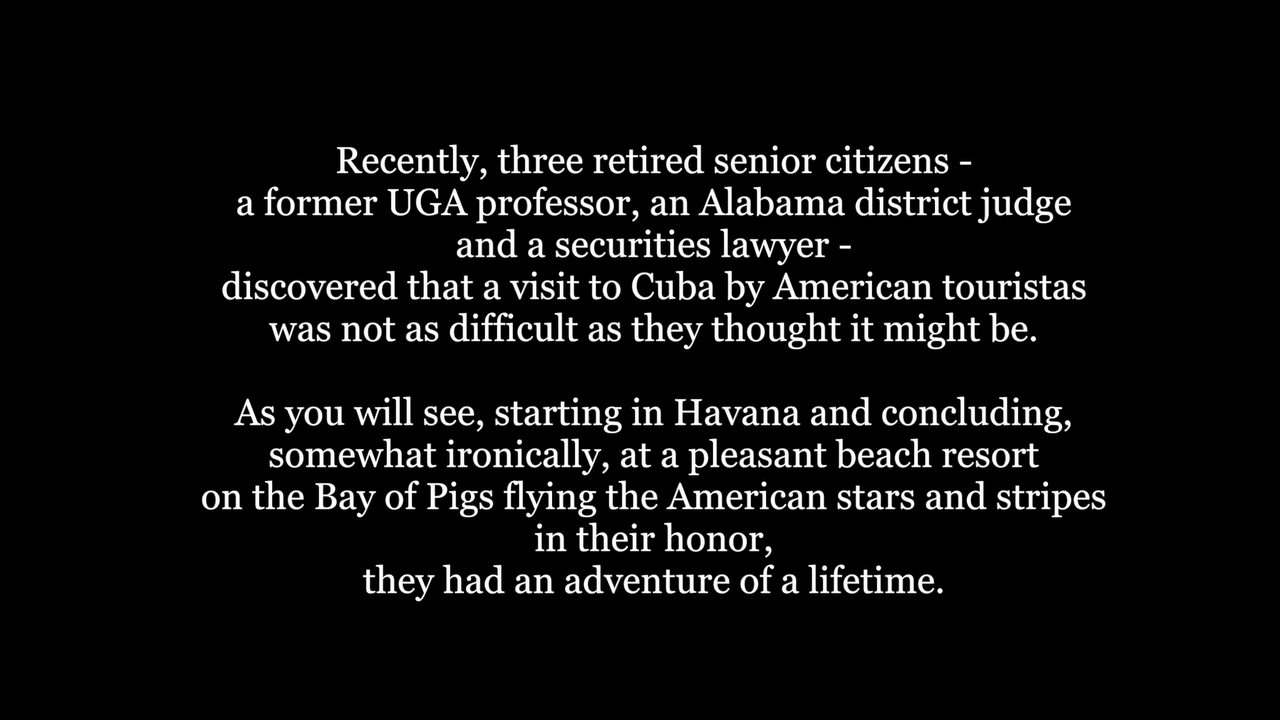 Recently, three retired senior citizens -
a former UGA professor, an Alabama district judge
and a securities lawyer -
discovered that a visit to Cuba by American touristas
was not as difficult as they thought it might be.
As you will see, starting in Havana and concluding,
somewhat ironically, at a pleasant beach resort
on the Bay of Pigs flying the American stars and stripes
in their honor,
they had an adventure of a lifetime.